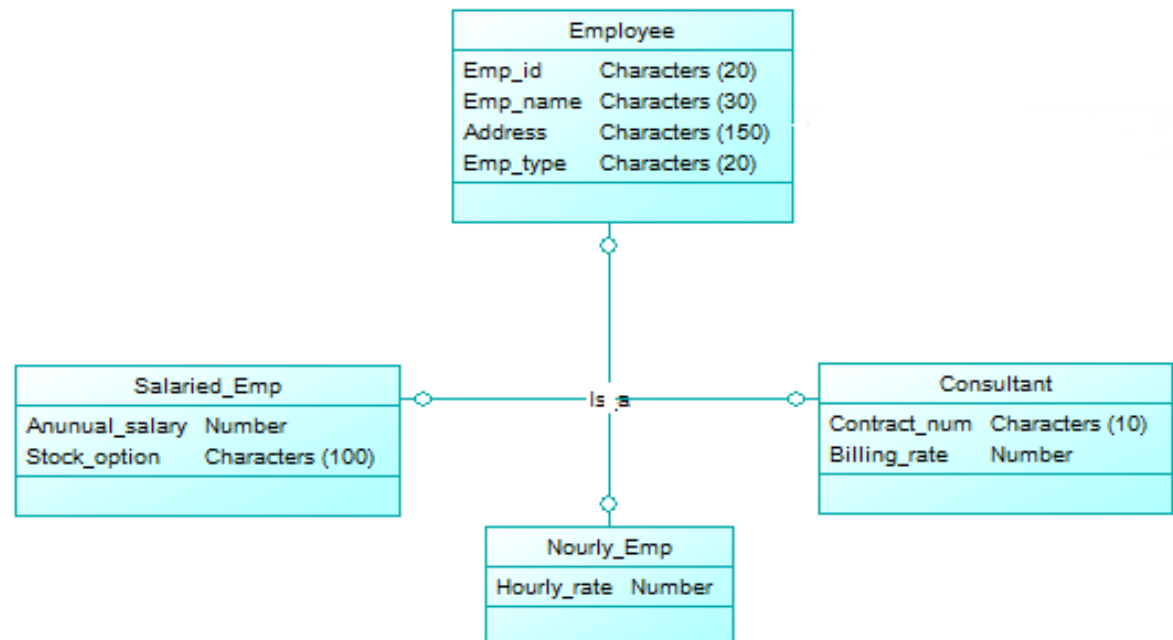 Employee
Emp_id Characters (20)
Emp_name Characters (30)
Address Characters (150)
Emp_type Characters (20)
Salaried_Emp
Anunual_salary Number
Stock_option Characters (100)
Is_a
Consultant
Contract_num Characters (10)
Billing_rate Number
Nourly_Emp
Hourly_rate Number